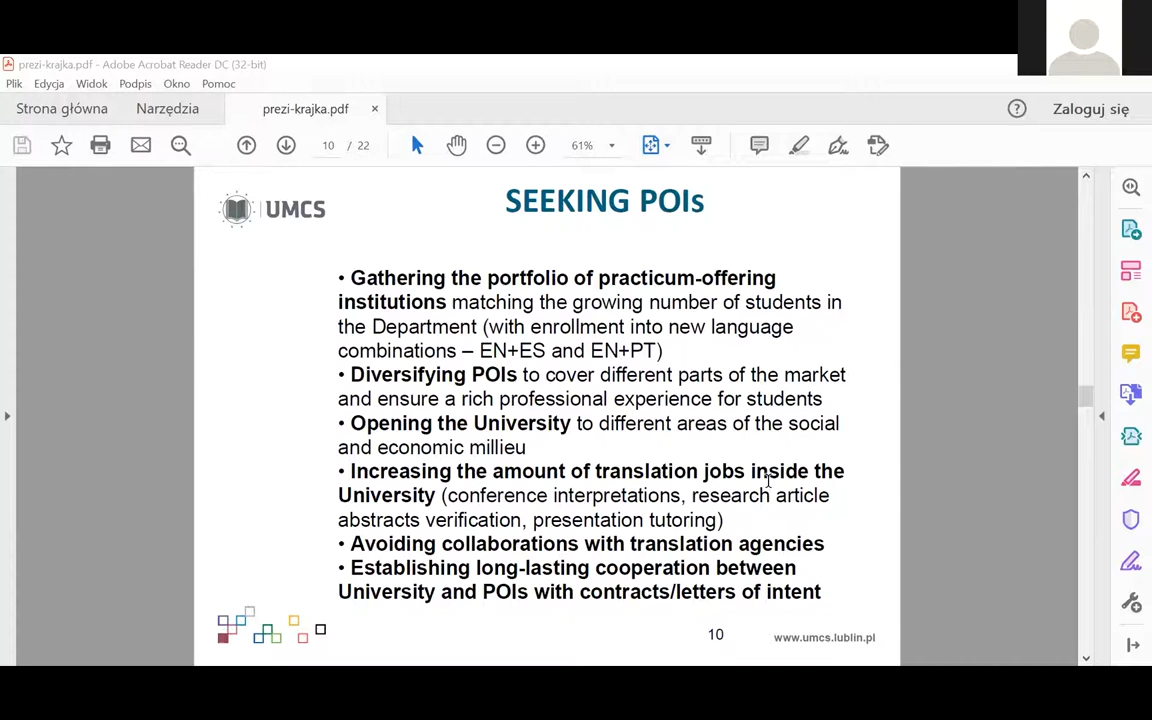 prezi-krajka.pdf - Adobe Acrobat Reader DC (32-bit)
Plik Edycja Widok Podpis Okno Pomoc
Strona główna Narzędzia prezi-krajka.pdf × Zaloguj się
10 / 22 61%
UMCS
SEEKING POIs
• Gathering the portfolio of practicum-offering
institutions matching the growing number of students in
the Department (with enrollment into new language
combinations – EN+ES and EN+PT)
• Diversifying POIs to cover different parts of the market
and ensure a rich professional experience for students
• Opening the University to different areas of the social
and economic millieu
• Increasing the amount of translation jobs inside the
University (conference interpretations, research article
abstracts verification, presentation tutoring)
• Avoiding collaborations with translation agencies
• Establishing long-lasting cooperation between
University and POIs with contracts/letters of intent
10
www.umcs.lublin.pl